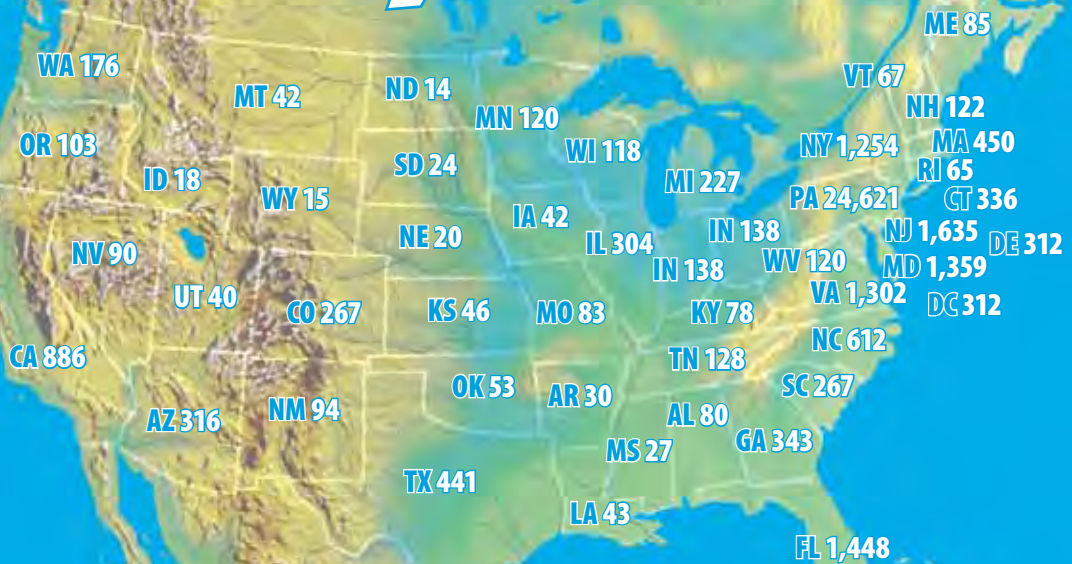 ME 85
WA 176
VT 67
MT 42
ND 14
NH 122
MN 120
OR 103
WI 118
NY 1,254
MA 450
SD 24
RI 65
ID 18
MI 227
WY 15
PA 24,621
CT 336
IA 42
NE 20
IN 138
NJ 1,635
IL 304
DE 312
NV 90
WV 120
IN 138
MD 1,359
UT 40
VA 1,302
DC 312
CO 267
KS 46
MO 83
KY 78
NC 612
CA 886
TN 128
OK 53
SC 267
AR 30
NM 94
AZ 316
AL 80
GA 343
MS 27
TX 441
LA 43
FL 1,448